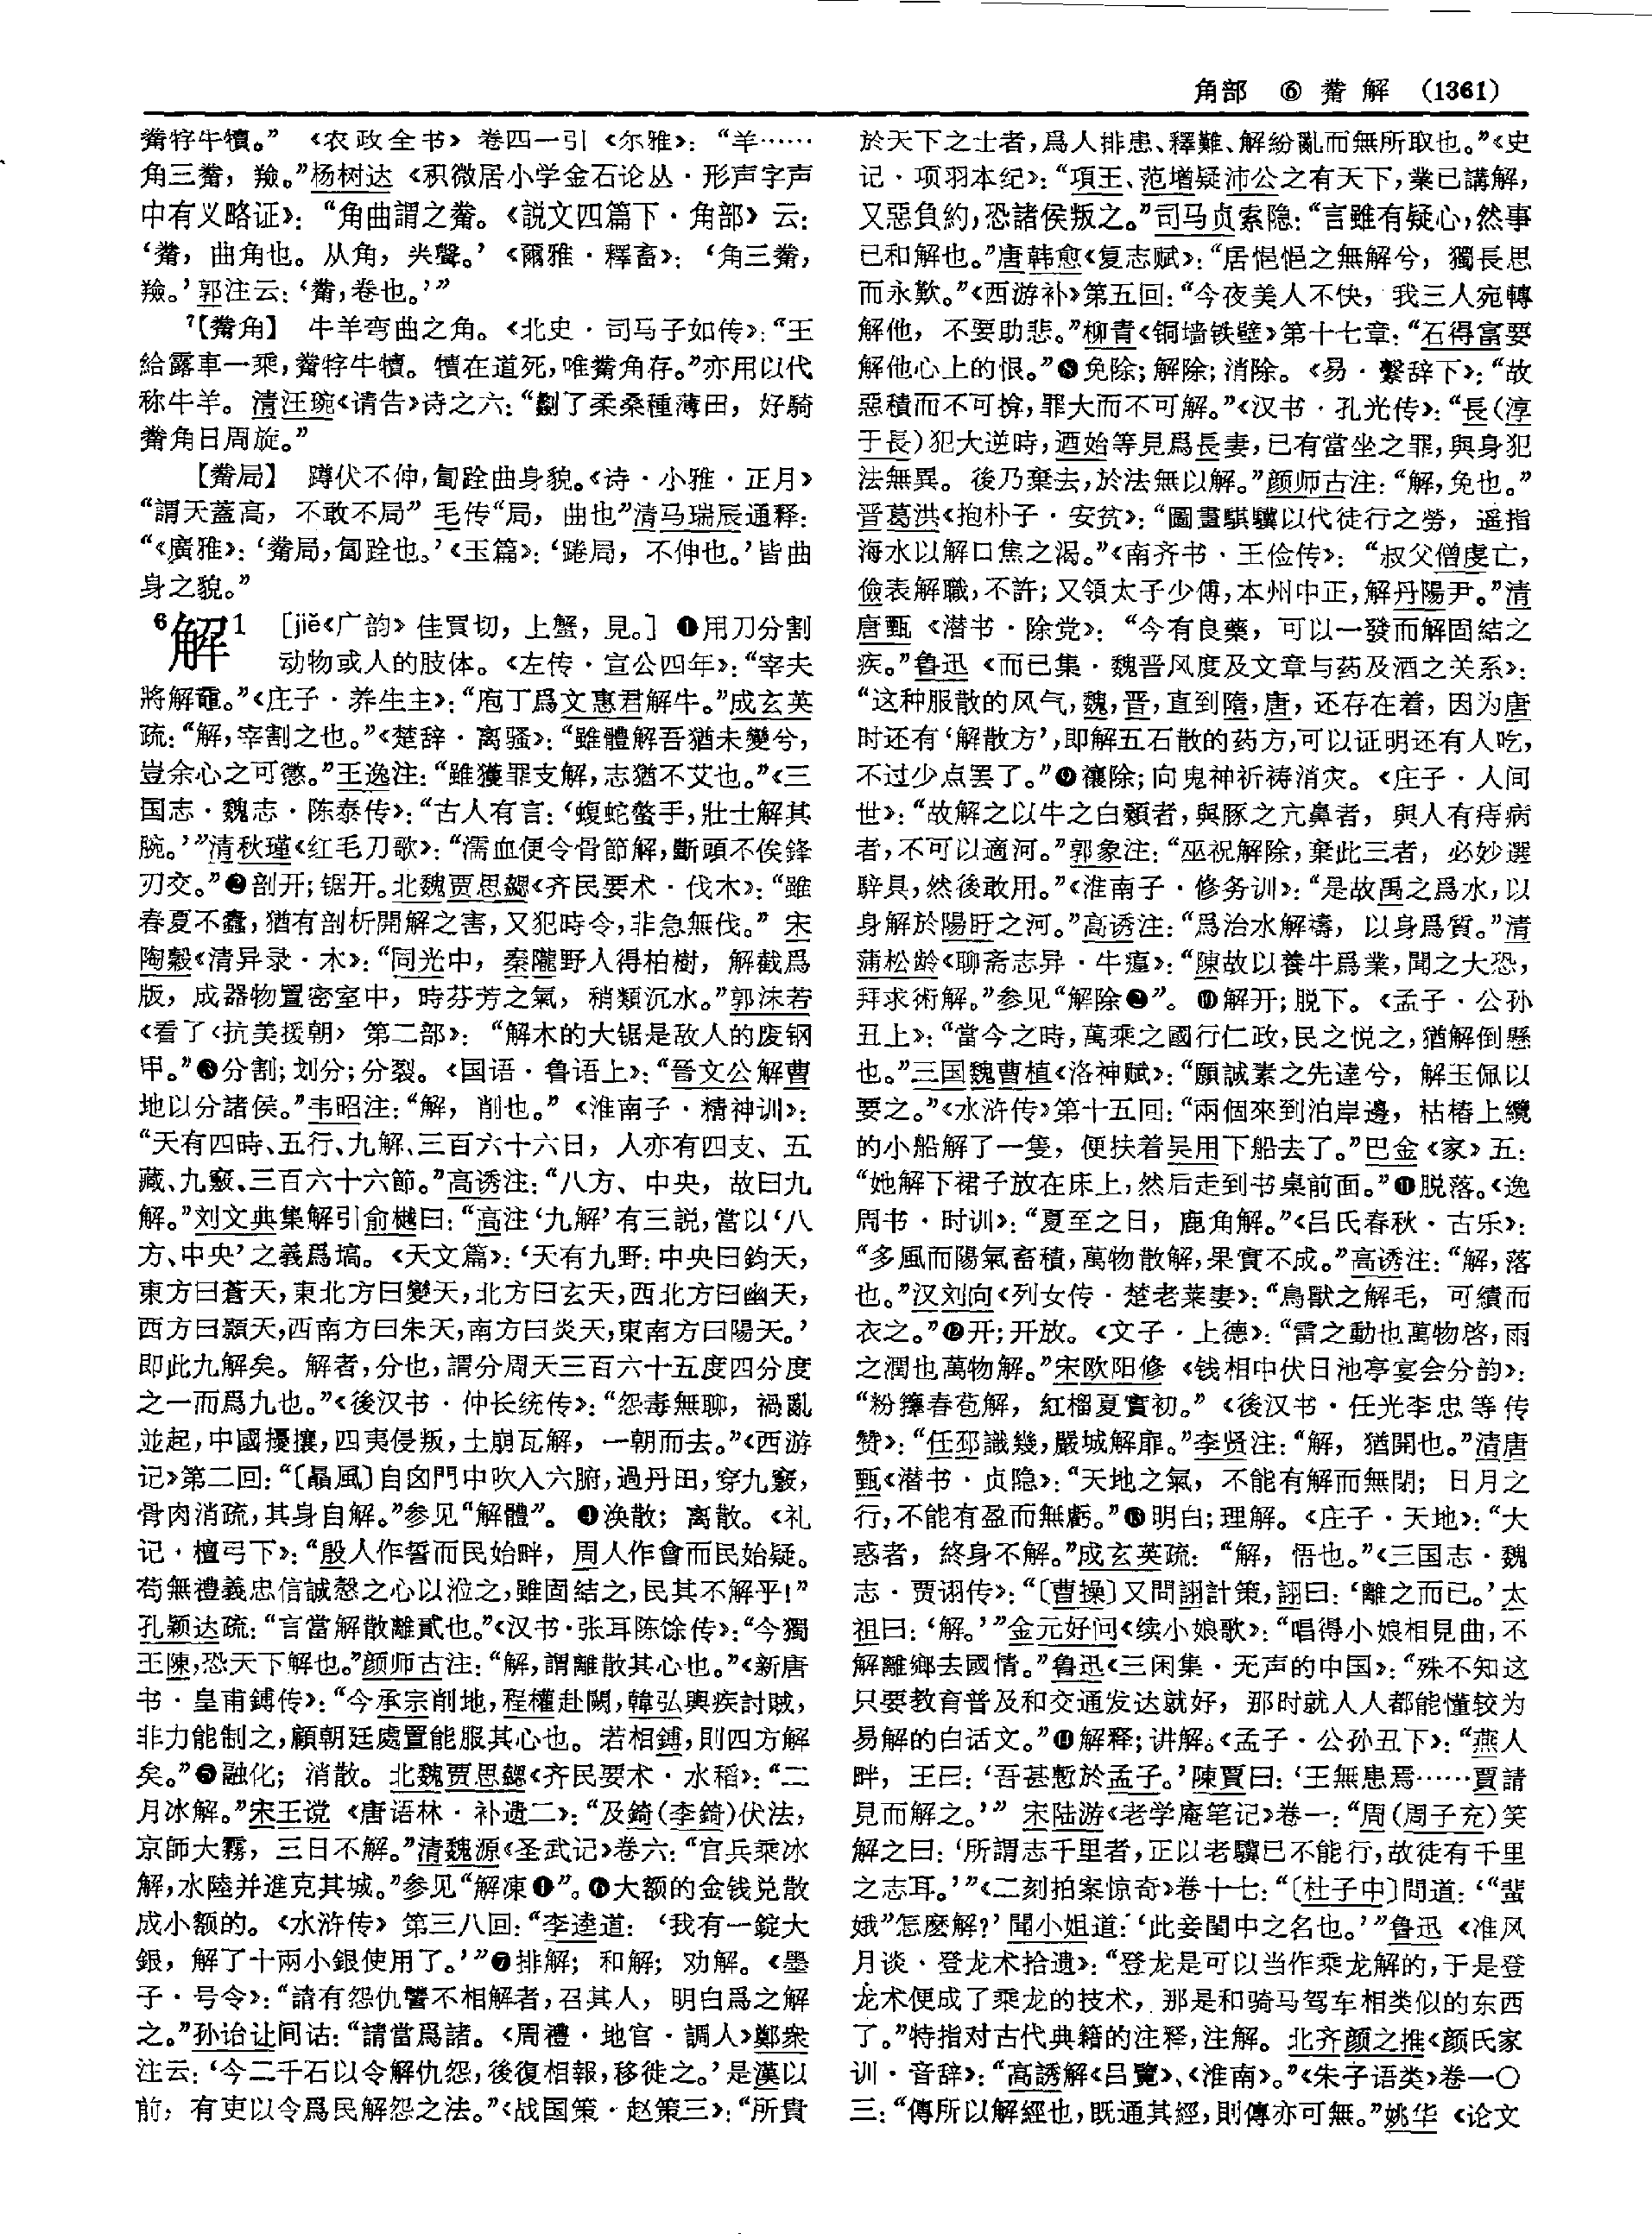 角部 ⑥ 觠 解 (1361)
觠牸牛犢。” 《农政全书》卷四一引《尔雅》：“羊……
角三觠，羷。”杨树达《积微居小学金石论丛·形声字声
中有义略证》：“角曲謂之觠。《說文四篇下·角部》云：
‘觠，曲角也。从角，𢍏聲。’《爾雅·釋畜》：‘角三觠，
羷。’郭注云：‘觠，卷也。’”
⁷【觠角】 牛羊弯曲之角。《北史·司马子如传》：“王
給露車一乘，觠牸牛犢。犢在道死，唯觠角存。”亦用以代
称牛羊。清汪琬《请告》诗之六：“劚了柔桑種薄田，好騎
觠角日周旋。”
【觠局】 蹲伏不伸，匍跧曲身貌。《诗·小雅·正月》
“謂天蓋高，不敢不局”毛传“局，曲也”清马瑞辰通释：
“《廣雅》：‘觠局，匍跧也。’《玉篇》：‘踡局，不伸也。’皆曲
身之貌。”
⁶解1 [jiě《广韵》佳買切，上蟹，見。] ❶用刀分割
动物或人的肢体。《左传·宣公四年》：“宰夫
將解黿。”《庄子·养生主》：“庖丁爲文惠君解牛。”成玄英
疏：“解，宰割之也。”《楚辞·离骚》：“雖體解吾猶未變兮，
豈余心之可懲。”王逸注：“雖獲罪支解，志猶不艾也。”《三
国志·魏志·陈泰传》：“古人有言：‘蝮蛇螫手，壯士解其
腕。’”清秋瑾《红毛刀歌》：“濡血便令骨節解，斷頭不俟鋒
刃交。”❷剖开；锯开。北魏贾思勰《齐民要术·伐木》：“雖
春夏不蠹，猶有剖析開解之害，又犯時令，非急無伐。”宋
陶穀《清异录·木》：“同光中，秦隴野人得柏樹，解截爲
版，成器物置密室中，時芬芳之氣，稍類沉水。”郭沫若
《看了〈抗美援朝〉第二部》：“解木的大锯是敌人的废钢
甲。”❸分割；划分；分裂。《国语·鲁语上》：“晉文公解曹
地以分諸侯。”韦昭注：“解，削也。”《淮南子·精神训》：
“天有四時、五行、九解、三百六十六日，人亦有四支、五
藏、九竅、三百六十六節。”高诱注：“八方、中央，故曰九
解。”刘文典集解引俞樾曰：“高注‘九解’有三説，當以‘八
方、中央’之義爲塙。《天文篇》：‘天有九野：中央曰鈞天，
東方曰蒼天，東北方曰變天，北方曰玄天，西北方曰幽天，
西方曰顥天，西南方曰朱天，南方曰炎天，東南方曰陽天。’
即此九解矣。解者，分也，謂分周天三百六十五度四分度
之一而爲九也。”《後汉书·仲长统传》：“怨毒無聊，禍亂
並起，中國擾攘，四夷侵叛，土崩瓦解，一朝而去。”《西游
记》第二回：“〔贔風〕自囟門中吹入六腑，過丹田，穿九竅，
骨肉消疏，其身自解。”参见“解體”。❹涣散；离散。《礼
记·檀弓下》：“殷人作誓而民始畔，周人作會而民始疑。
苟無禮義忠信誠慤之心以涖之，雖固結之，民其不解乎！”
孔颖达疏：“言當解散離貳也。”《汉书·张耳陈馀传》：“今獨
王陳，恐天下解也。”颜师古注：“解，謂離散其心也。”《新唐
书·皇甫鎛传》：“今承宗削地，程權赴闕，韓弘輿疾討賊，
非力能制之，顧朝廷處置能服其心也。若相鎛，則四方解
矣。”❺融化；消散。北魏贾思勰《齐民要术·水稻》：“二
月冰解。”宋王谠《唐语林·补遗二》：“及錡（李錡）伏法，
京師大霧，三日不解。”清魏源《圣武记》卷六：“官兵乘冰
解，水陸并進克其城。”参见“解凍❶”。❻大额的金钱兑散
成小额的。《水浒传》第三八回：“李逵道：‘我有一錠大
銀，解了十兩小銀使用了。’”❼排解；和解；劝解。《墨
子·号令》：“請有怨仇讐不相解者，召其人，明白爲之解
之。”孙诒让间诂：“請當爲諸。《周禮·地官·調人》鄭衆
注云：‘今二千石以令解仇怨，後復相報，移徙之。’是漢以
前，有吏以令爲民解怨之法。”《战国策·赵策三》：“所貴
於天下之士者，爲人排患、釋難、解紛亂而無所取也。”《史
记·项羽本纪》：“項王、范增疑沛公之有天下，業已講解，
又惡負約，恐諸侯叛之。”司马贞索隐：“言雖有疑心，然事
已和解也。”唐韩愈《复志赋》：“居悒悒之無解兮，獨長思
而永歎。”《西游补》第五回：“今夜美人不快，我三人宛轉
解他，不要助悲。”柳青《铜墙铁壁》第十七章：“石得富要
解他心上的恨。”❽免除；解除；消除。《易·繫辞下》：“故
惡積而不可揜，罪大而不可解。”《汉书·孔光传》：“長（淳
于長）犯大逆時，迺始等見爲長妻，已有當坐之罪，與身犯
法無異。後乃棄去，於法無以解。”颜师古注：“解，免也。”
晋葛洪《抱朴子·安贫》：“圖畫騏驥以代徒行之勞，遥指
海水以解口焦之渴。”《南齐书·王俭传》：“叔父僧虔亡，
儉表解職，不許；又領太子少傅，本州中正，解丹陽尹。”清
唐甄《潜书·除党》：“今有良藥，可以一發而解固結之
疾。”鲁迅《而已集·魏晋风度及文章与药及酒之关系》：
“这种服散的风气，魏，晋，直到隋，唐，还存在着，因为唐
时还有‘解散方’，即解五石散的药方，可以证明还有人吃，
不过少点罢了。”❾禳除；向鬼神祈祷消灾。《庄子·人间
世》：“故解之以牛之白顙者，與豚之亢鼻者，與人有痔病
者，不可以適河。”郭象注：“巫祝解除，棄此三者，必妙選
騂具，然後敢用。”《淮南子·修务训》：“是故禹之爲水，以
身解於陽盱之河。”高诱注：“爲治水解禱，以身爲質。”清
蒲松龄《聊斋志异·牛癀》：“陳故以養牛爲業，聞之大恐，
拜求術解。”参见“解除❷”。❿解开；脱下。《孟子·公孙
丑上》：“當今之時，萬乘之國行仁政，民之悦之，猶解倒懸
也。”三国魏曹植《洛神赋》：“願誠素之先達兮，解玉佩以
要之。”《水浒传》第十五回：“兩個來到泊岸邊，枯樁上纜
的小船解了一隻，便扶着吴用下船去了。”巴金《家》五：
“她解下裙子放在床上，然后走到书桌前面。”⓫脱落。《逸
周书·时训》：“夏至之日，鹿角解。”《吕氏春秋·古乐》：
“多風而陽氣畜積，萬物散解，果實不成。”高诱注：“解，落
也。”汉刘向《列女传·楚老莱妻》：“鳥獸之解毛，可績而
衣之。”⓬开；开放。《文子·上德》：“雷之動也萬物啓，雨
之潤也萬物解。”宋欧阳修《钱相中伏日池亭宴会分韵》：
“粉籜春苞解，紅榴夏實初。”《後汉书·任光李忠等传
赞》：“任邳識幾，嚴城解扉。”李贤注：“解，猶開也。”清唐
甄《潜书·贞隐》：“天地之氣，不能有解而無閉；日月之
行，不能有盈而無虧。”⓭明白；理解。《庄子·天地》：“大
惑者，終身不解。”成玄英疏：“解，悟也。”《三国志·魏
志·贾诩传》：“〔曹操〕又問詡計策，詡曰：‘離之而已。’太
祖曰：‘解。’”金元好问《续小娘歌》：“唱得小娘相見曲，不
解離鄉去國情。”鲁迅《三闲集·无声的中国》：“殊不知这
只要教育普及和交通发达就好，那时就人人都能懂较为
易解的白话文。”⓮解释；讲解。《孟子·公孙丑下》：“燕人
畔，王曰：‘吾甚慙於孟子。’陳賈曰：‘王無患焉……賈請
見而解之。’”宋陆游《老学庵笔记》卷一：“周（周子充）笑
解之曰：‘所謂志千里者，正以老驥已不能行，故徒有千里
之志耳。’”《二刻拍案惊奇》卷十七：“〔杜子中〕問道：‘“蜚
娥”怎麽解？’聞小姐道：‘此妾閨中之名也。’”鲁迅《准风
月谈·登龙术拾遗》：“登龙是可以当作乘龙解的，于是登
龙术便成了乘龙的技术，那是和骑马驾车相类似的东西
了。”特指对古代典籍的注释，注解。北齐颜之推《颜氏家
训·音辞》：“高誘解《吕覽》、《淮南》。”《朱子语类》卷一〇
三：“傳所以解經也，既通其經，則傳亦可無。”姚华《论文